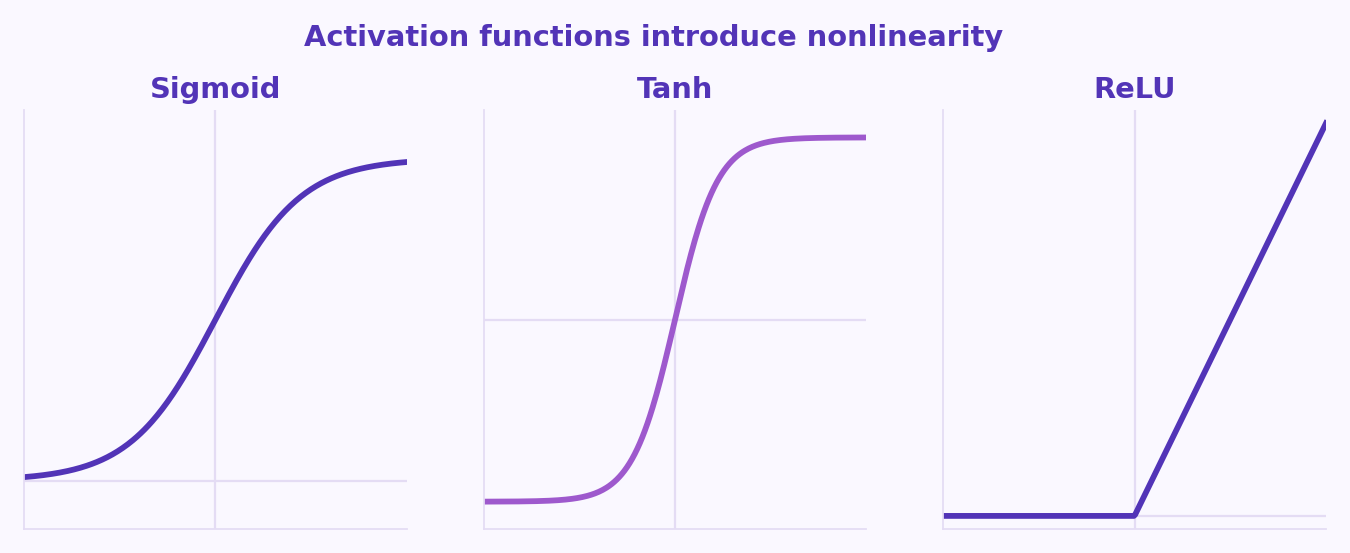 Activation functions introduce nonlinearity
Sigmoid
Tanh
ReLU